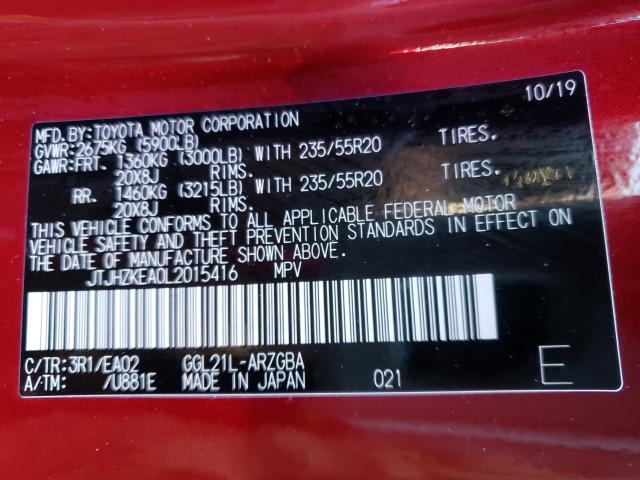 10/19
MFD.BY:TOYOTA MOTOR CORPORATION
GVWR:2675KG (5900LB)
GAWR:FRT. 1360KG (3000LB) WITH 235/55R20 TIRES.
20X8J RIMS.
RR. 1460KG (3215LB) WITH 235/55R20 TIRES.
20X8J RIMS.
THIS VEHICLE CONFORMS TO ALL APPLICABLE FEDERAL MOTOR
VEHICLE SAFETY AND THEFT PREVENTION STANDARDS IN EFFECT ON
THE DATE OF MANUFACTURE SHOWN ABOVE.
JTJHZKEA0L2015416 MPV
C/TR:3R1/EA02 GGL21L-ARZGBA
A/TM: /U881E MADE IN JAPAN 021 E